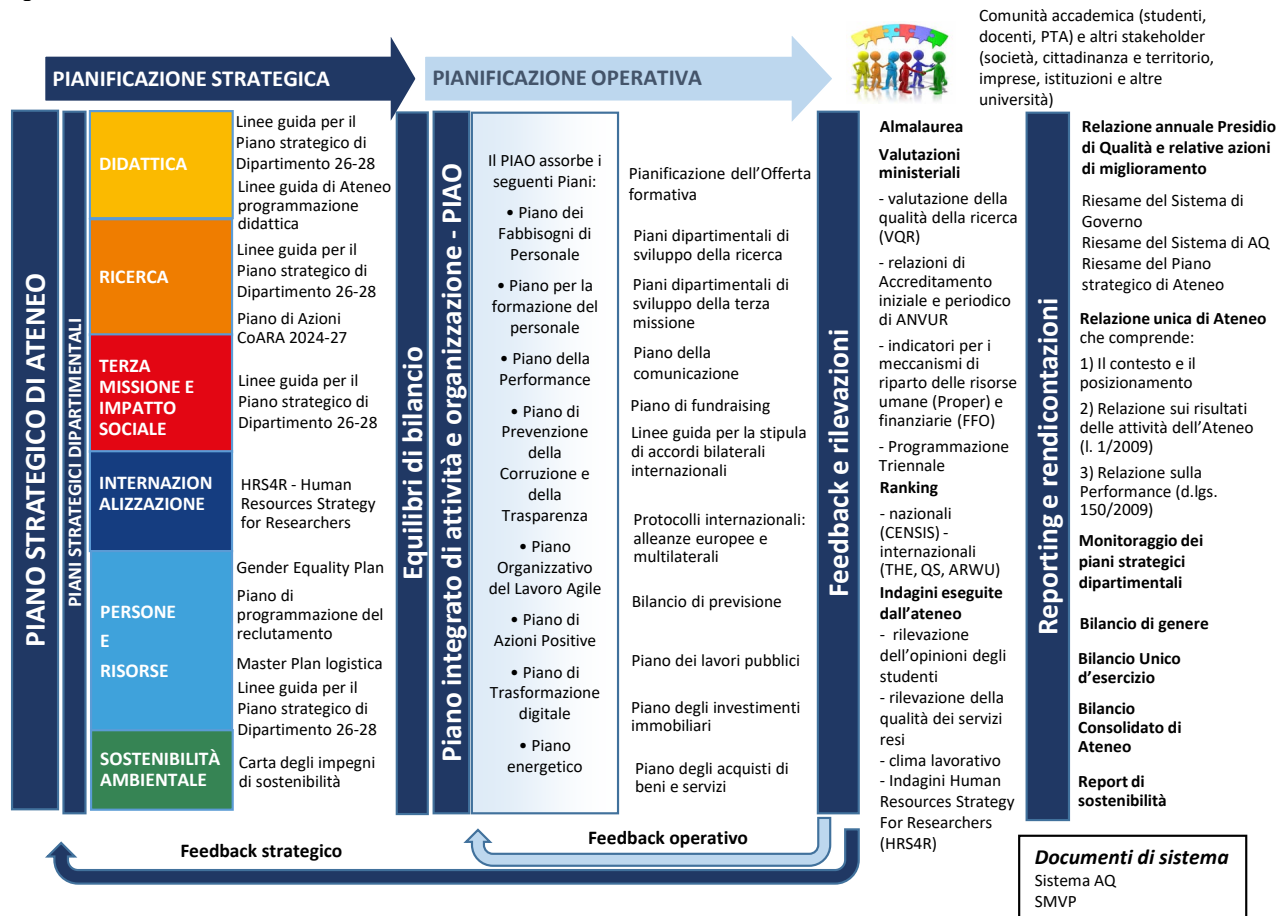 PIANIFICAZIONE STRATEGICA
PIANIFICAZIONE OPERATIVA
Comunità accademica (studenti,
docenti, PTA) e altri stakeholder
(società, cittadinanza e territorio,
imprese, istituzioni e altre
università)
PIANO STRATEGICO DI ATENEO
PIANI STRATEGICI DIPARTIMENTALI
DIDATTICA
Linee guida per il
Piano strategico di
Dipartimento 26-28
Linee guida di Ateneo
programmazione
didattica
RICERCA
Linee guida per il
Piano strategico di
Dipartimento 26-28
Piano di Azioni
CoARA 2024-27
TERZA
MISSIONE E
IMPATTO
SOCIALE
Linee guida per il
Piano strategico di
Dipartimento 26-28
INTERNAZION
ALIZZAZIONE
HRS4R - Human
Resources Strategy
for Researchers
PERSONE
E
RISORSE
Gender Equality Plan
Piano di
programmazione del
reclutamento
Master Plan logistica
Linee guida per il
Piano strategico di
Dipartimento 26-28
SOSTENIBILITÀ
AMBIENTALE
Carta degli impegni
di sostenibilità
Equilibri di bilancio
Piano integrato di attività e organizzazione - PIAO
Il PIAO assorbe i
seguenti Piani:
• Piano dei
Fabbisogni di
Personale
• Piano per la
formazione del
personale
• Piano della
Performance
• Piano di
Prevenzione
della
Corruzione e
della
Trasparenza
• Piano
Organizzativo
del Lavoro Agile
• Piano di
Azioni Positive
• Piano di
Trasformazione
digitale
• Piano
energetico
Pianificazione dell'Offerta
formativa
Piani dipartimentali di
sviluppo della ricerca
Piani dipartimentali di
sviluppo della terza
missione
Piano della
comunicazione
Piano di fundraising
Linee guida per la stipula
di accordi bilaterali
internazionali
Protocolli internazionali:
alleanze europee e
multilaterali
Bilancio di previsione
Piano dei lavori pubblici
Piano degli investimenti
immobiliari
Piano degli acquisti di
beni e servizi
Feedback e rilevazioni
Almalaurea
Valutazioni
ministeriali
- valutazione della
qualità della ricerca
(VQR)
- relazioni di
Accreditamento
iniziale e periodico
di ANVUR
- indicatori per i
meccanismi di
riparto delle risorse
umane (Proper) e
finanziarie (FFO)
- Programmazione
Triennale
Ranking
- nazionali
(CENSIS) -
internazionali
(THE, QS, ARWU)
Indagini eseguite
dall'ateneo
- rilevazione
dell'opinioni degli
studenti
- rilevazione della
qualità dei servizi
resi
- clima lavorativo
- Indagini Human
Resources Strategy
For Researchers
(HRS4R)
Reporting e rendicontazioni
Relazione annuale Presidio
di Qualità e relative azioni
di miglioramento
Riesame del Sistema di
Governo
Riesame del Sistema di AQ
Riesame del Piano
strategico di Ateneo
Relazione unica di Ateneo
che comprende:
1) Il contesto e il
posizionamento
2) Relazione sui risultati
delle attività dell'Ateneo
(l. 1/2009)
3) Relazione sulla
Performance (d.lgs.
150/2009)
Monitoraggio dei
piani strategici
dipartimentali
Bilancio di genere
Bilancio Unico
d'esercizio
Bilancio
Consolidato di
Ateneo
Report di
sostenibilità
Feedback strategico
Feedback operativo
Documenti di sistema
Sistema AQ
SMVP